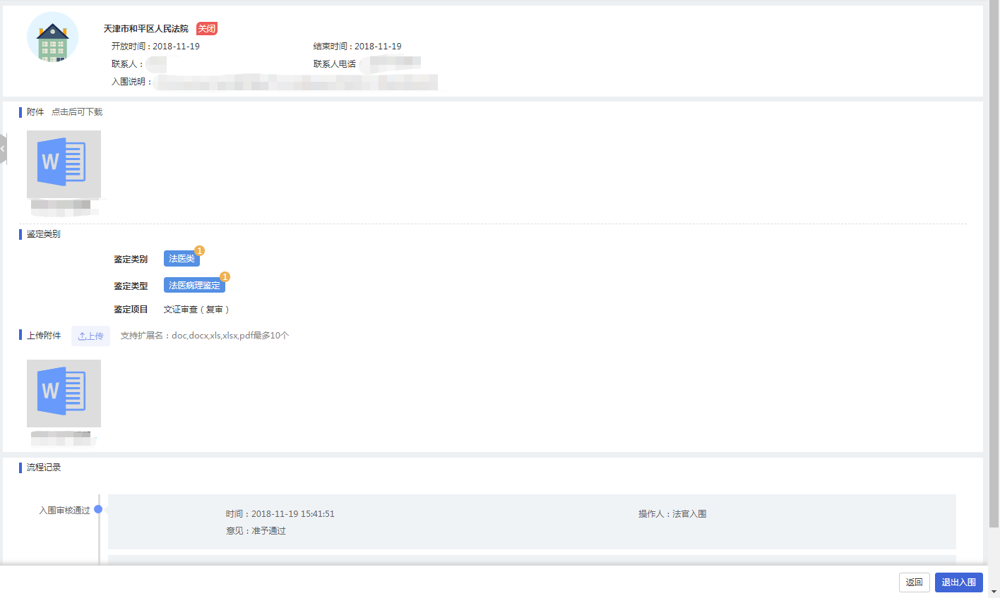 天津市和平区人民法院 关闭
开放时间：2018-11-19 结束时间：2018-11-19
联系人： 联系人电话
入围说明：
附件 点击后可下载
W
鉴定类别
鉴定类别 法医类 1
鉴定类型 法医病理鉴定 1
鉴定项目 文证审查（复审）
上传附件 上传 支持扩展名：doc,docx,xls,xlsx,pdf最多10个
W
流程记录
入围审核通过 时间：2018-11-19 15:41:51 操作人：法官入围
意见：准予通过
返回 退出入围